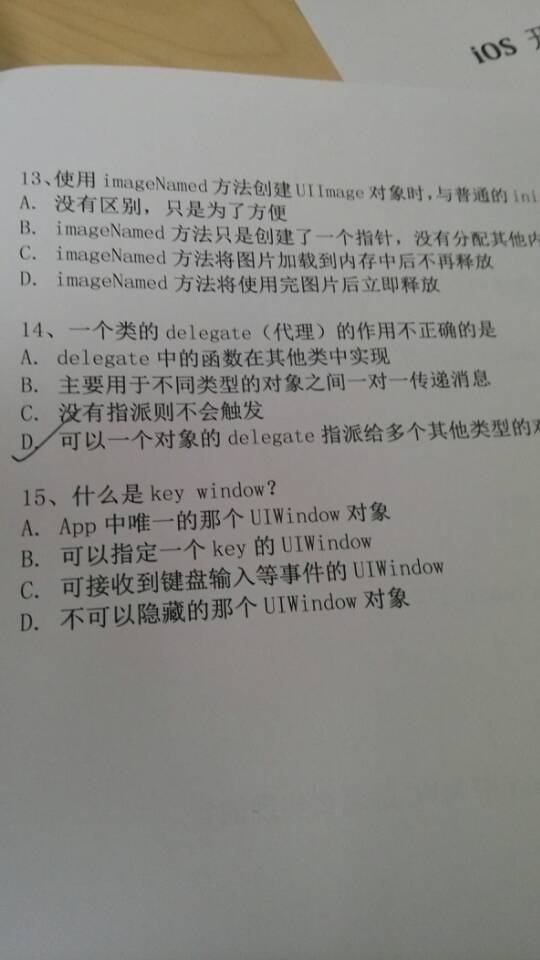 iOS 开
13、使用 imageNamed 方法创建 UIImage 对象时,与普通的 ini
A. 没有区别，只是为了方便
B. imageNamed 方法只是创建了一个指针，没有分配其他内
C. imageNamed 方法将图片加载到内存中后不再释放
D. imageNamed 方法将使用完图片后立即释放
14、一个类的 delegate（代理）的作用不正确的是
A. delegate 中的函数在其他类中实现
B. 主要用于不同类型的对象之间一对一传递消息
C. 没有指派则不会触发
D. 可以一个对象的 delegate 指派给多个其他类型的对
15、什么是 key window？
A. App 中唯一的那个 UIWindow 对象
B. 可以指定一个 key 的 UIWindow
C. 可接收到键盘输入等事件的 UIWindow
D. 不可以隐藏的那个 UIWindow 对象